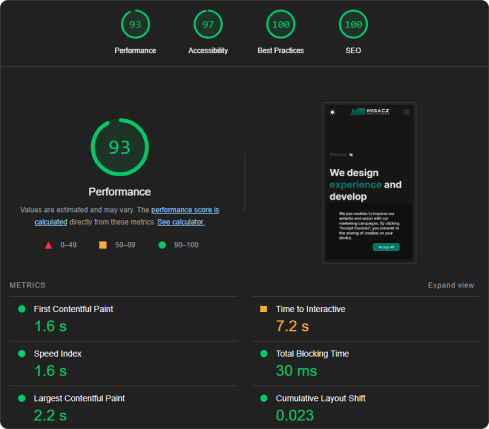 93
97
100
100
Performance
Accessibility
Best Practices
SEO
93
Performance
Values are estimated and may vary. The performance score is
calculated directly from these metrics. See calculator.
0–49
50–89
90–100
MIGACZ
We design
experience and
develop
We use cookies to improve our
website and assist with our
marketing campaigns. By clicking
"Accept Cookies", you consent to
the storing of cookies on your
device.
Accept All
METRICS
Expand view
First Contentful Paint
1.6 s
Time to Interactive
7.2 s
Speed Index
1.6 s
Total Blocking Time
30 ms
Largest Contentful Paint
2.2 s
Cumulative Layout Shift
0.023